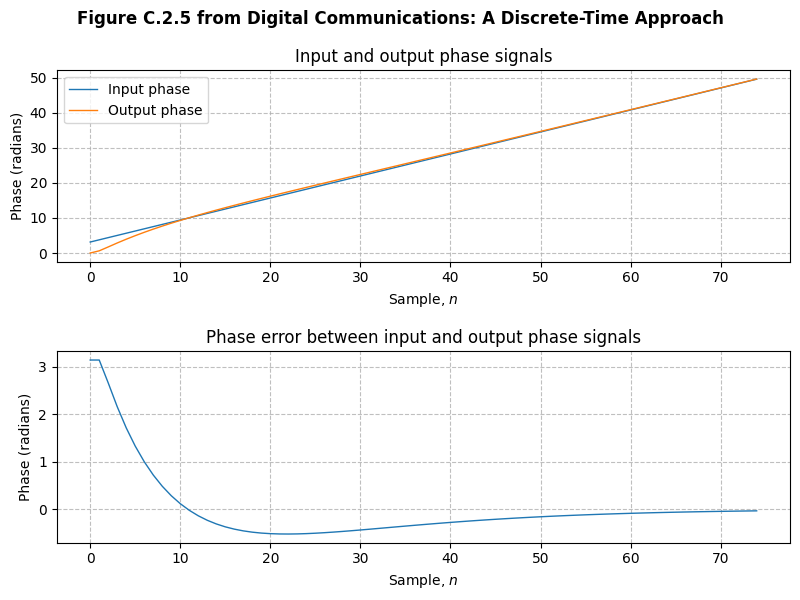 Figure C.2.5 from Digital Communications: A Discrete-Time Approach
Input and output phase signals
Input phase
Output phase
Phase (radians)
50
40
30
20
10
0
0 10 20 30 40 50 60 70
Sample, n
Phase error between input and output phase signals
Phase (radians)
3
2
1
0
0 10 20 30 40 50 60 70
Sample, n